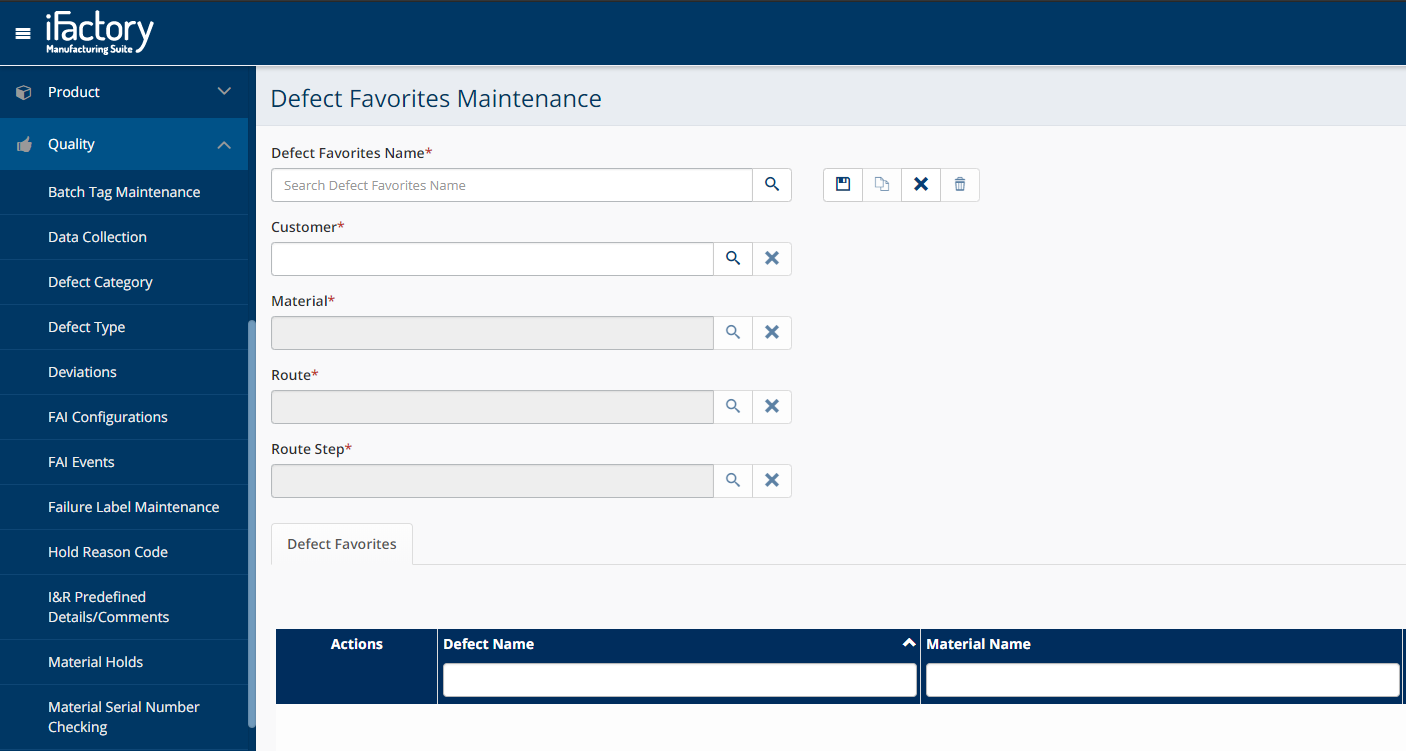 iFactory
Manufacturing Suite
Product
Quality
Batch Tag Maintenance
Data Collection
Defect Category
Defect Type
Deviations
FAI Configurations
FAI Events
Failure Label Maintenance
Hold Reason Code
I&R Predefined
Details/Comments
Material Holds
Material Serial Number
Checking
Defect Favorites Maintenance
Defect Favorites Name*
Search Defect Favorites Name
Customer*
Material*
Route*
Route Step*
Defect Favorites
Actions Defect Name Material Name